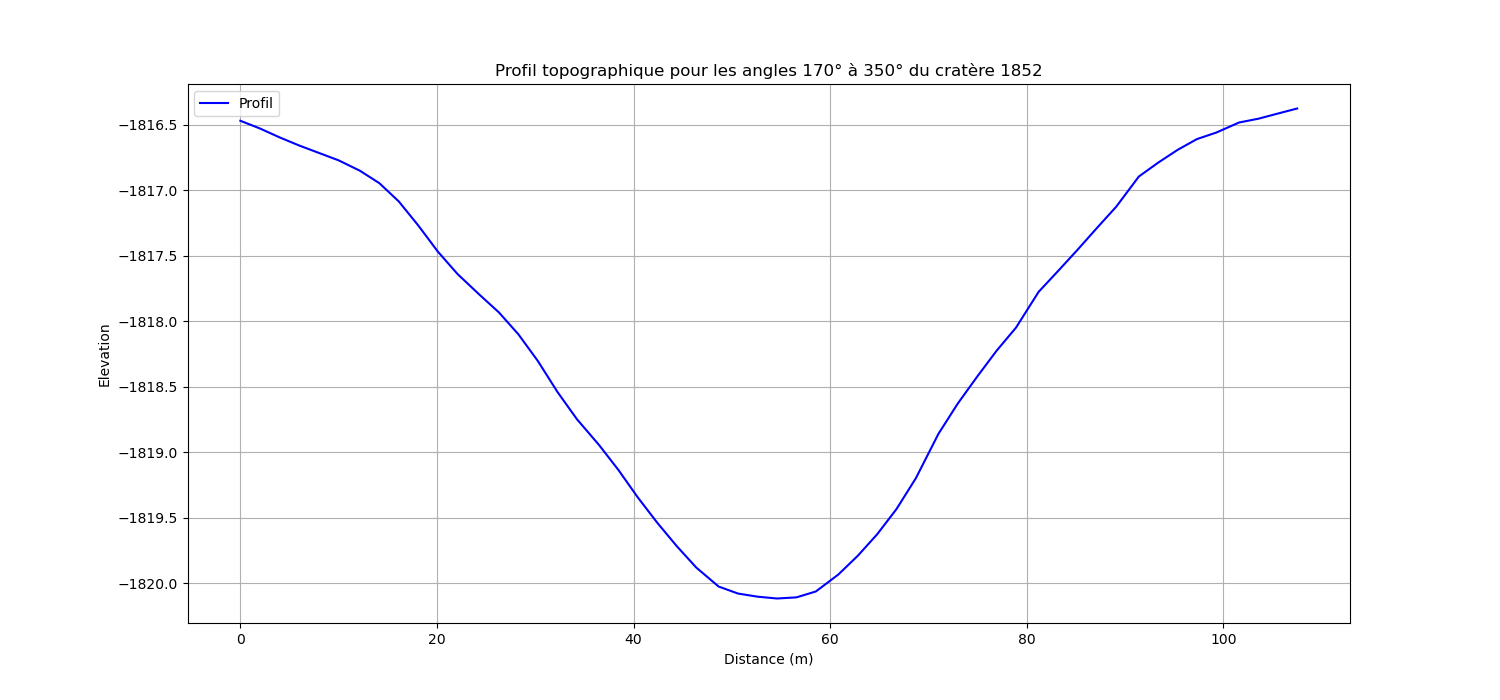 Profil topographique pour les angles 170° à 350° du cratère 1852
Profil
−1816.5
−1817.0
−1817.5
−1818.0
−1818.5
−1819.0
−1819.5
−1820.0
Elevation
0 20 40 60 80 100
Distance (m)